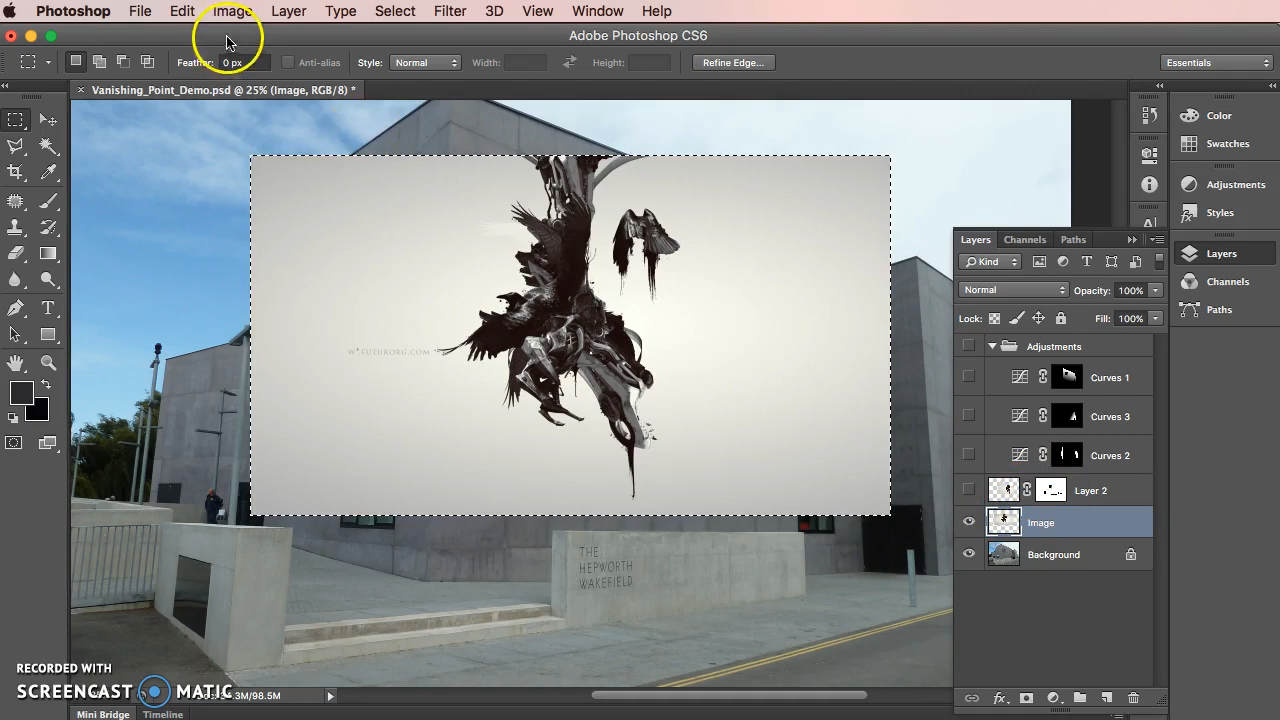 Photoshop File Edit Image Layer Type Select Filter 3D View Window Help
Adobe Photoshop CS6
Feather: 0 px Anti-alias Style: Normal Width: Height: Refine Edge... Essentials
Vanishing_Point_Demo.psd @ 25% (Image, RGB/8) *
Color
Swatches
Adjustments
Styles
Layers
Channels
Paths
Layers Channels Paths
Kind
Normal Opacity: 100%
Lock: Fill: 100%
Adjustments
Curves 1
Curves 3
Curves 2
Layer 2
Image
Background
THE
HEPWORTH
WAKEFIELD
RECORDED WITH
SCREENCAST MATIC
3M/98.5M
Mini Bridge Timeline